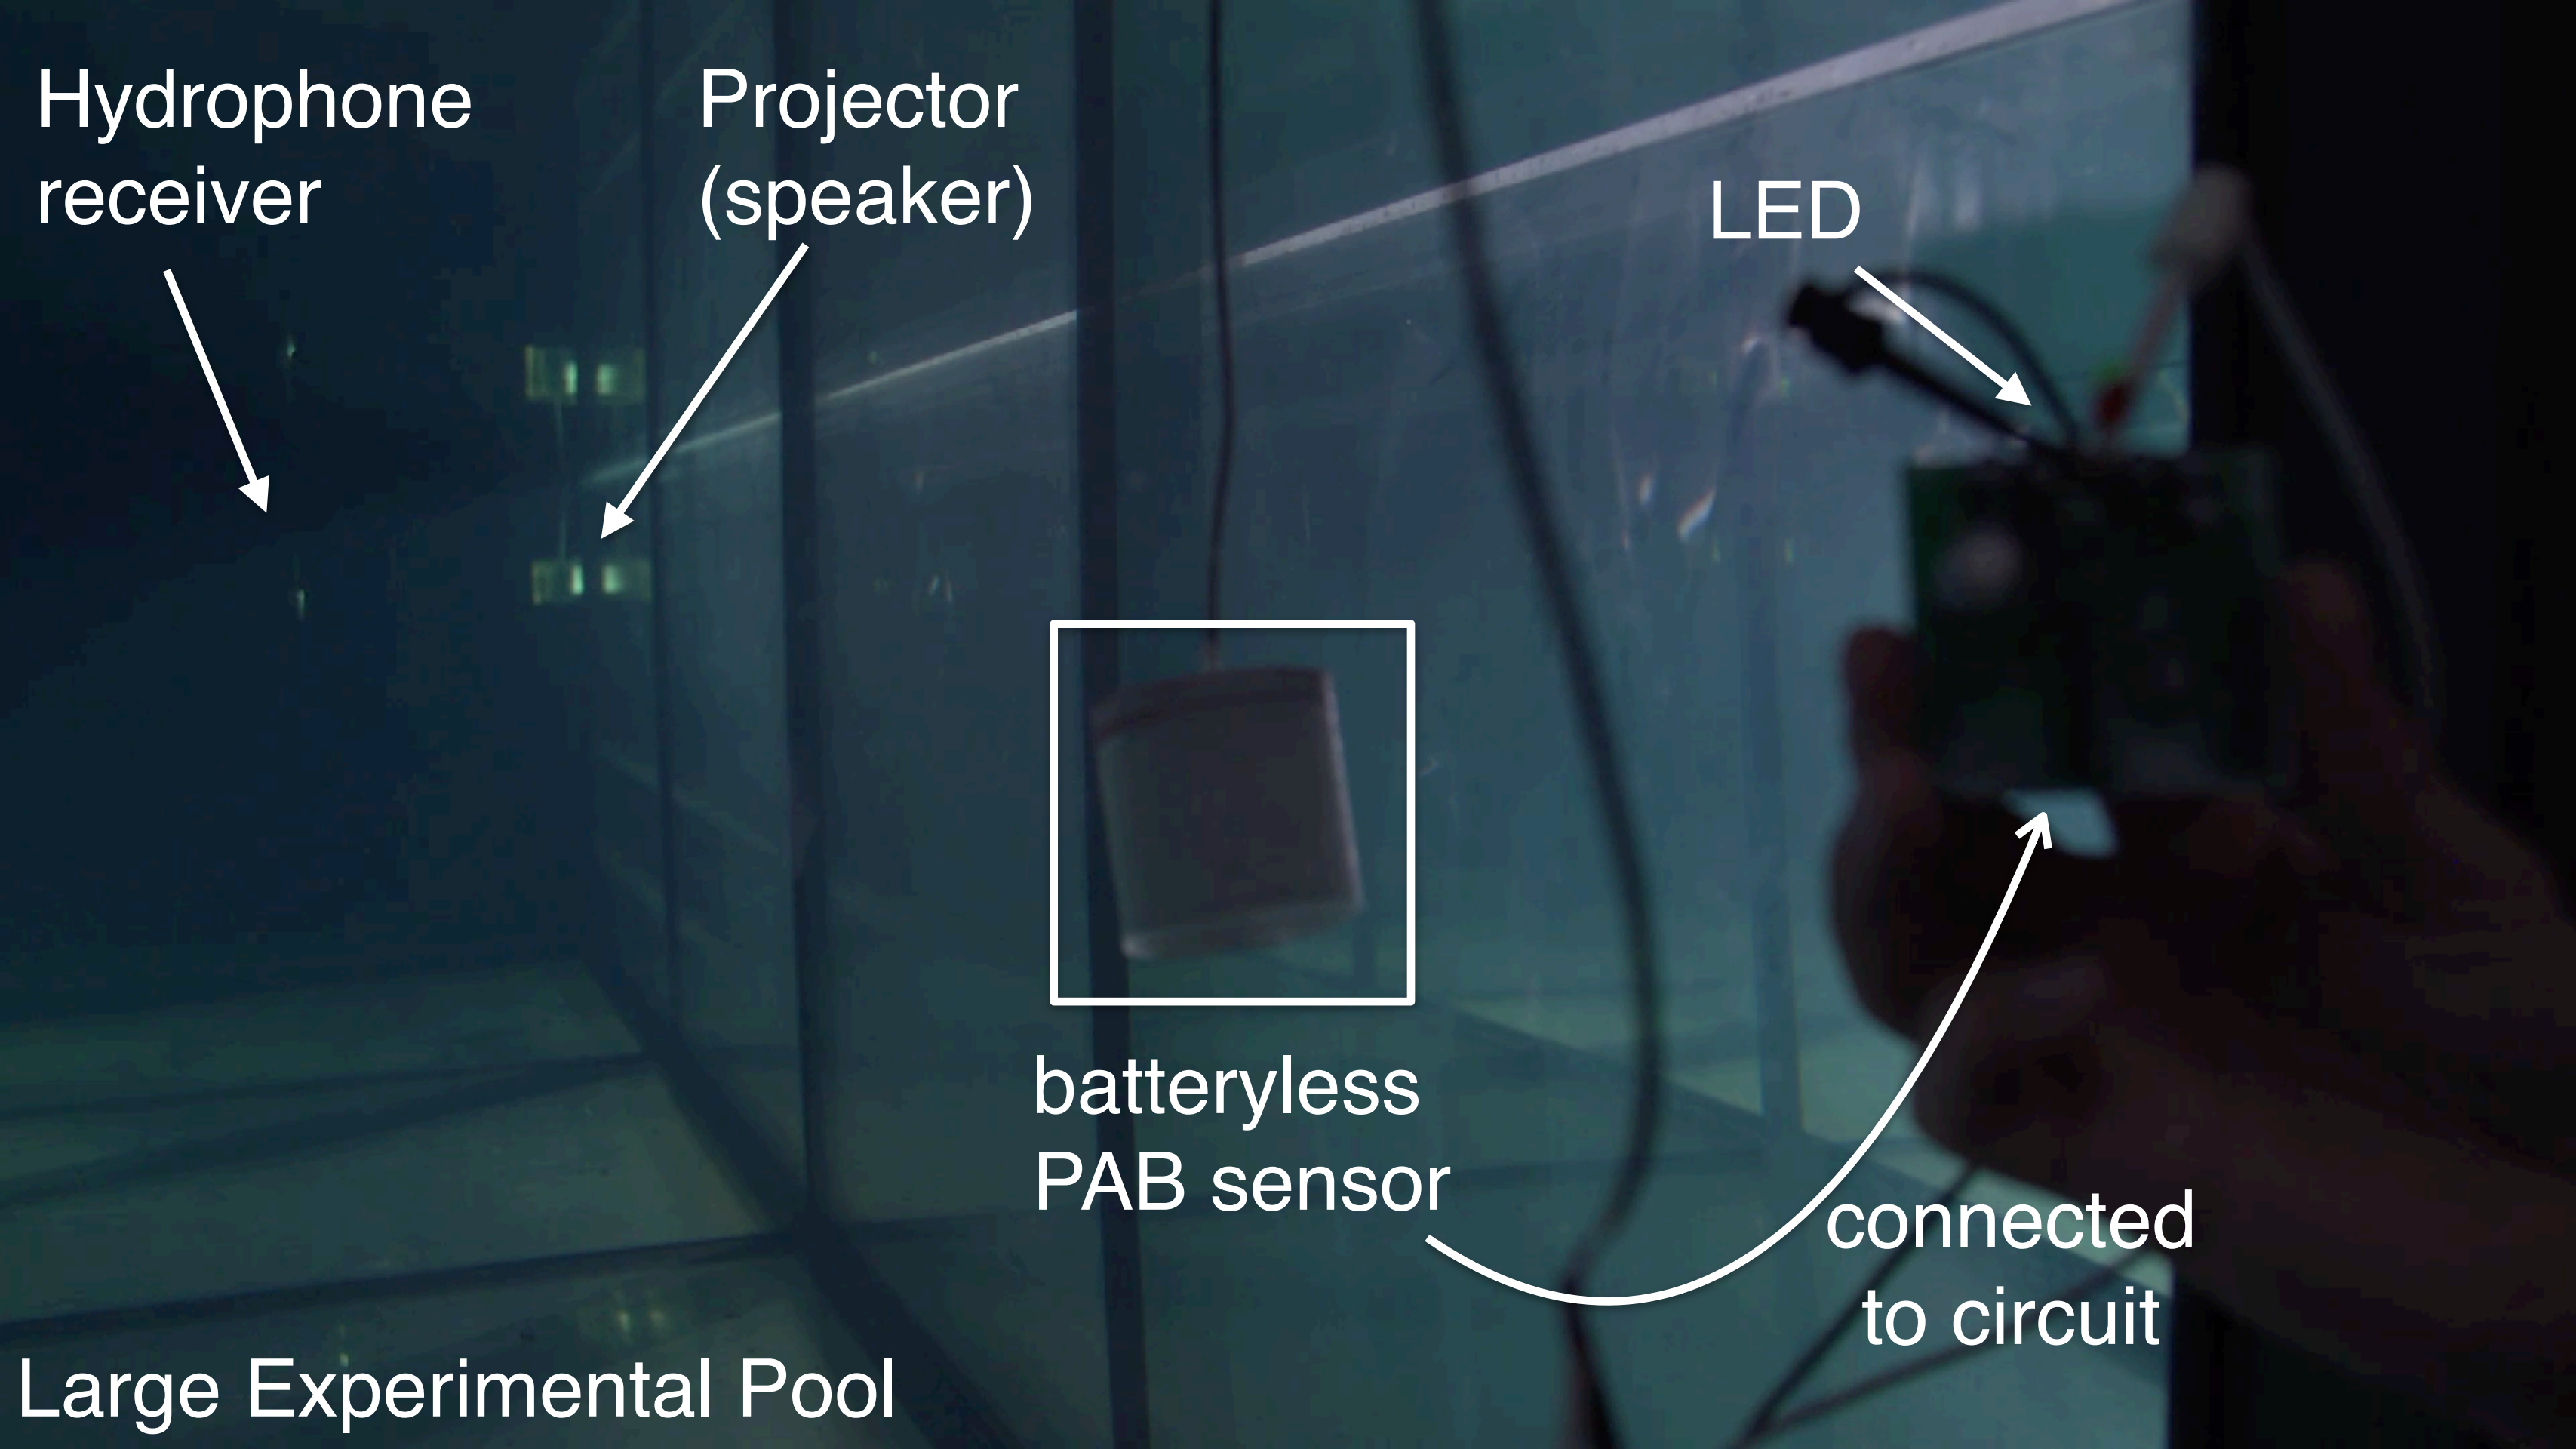 Hydrophone
receiver
Projector
(speaker)
LED
batteryless
PAB sensor
connected
to circuit
Large Experimental Pool